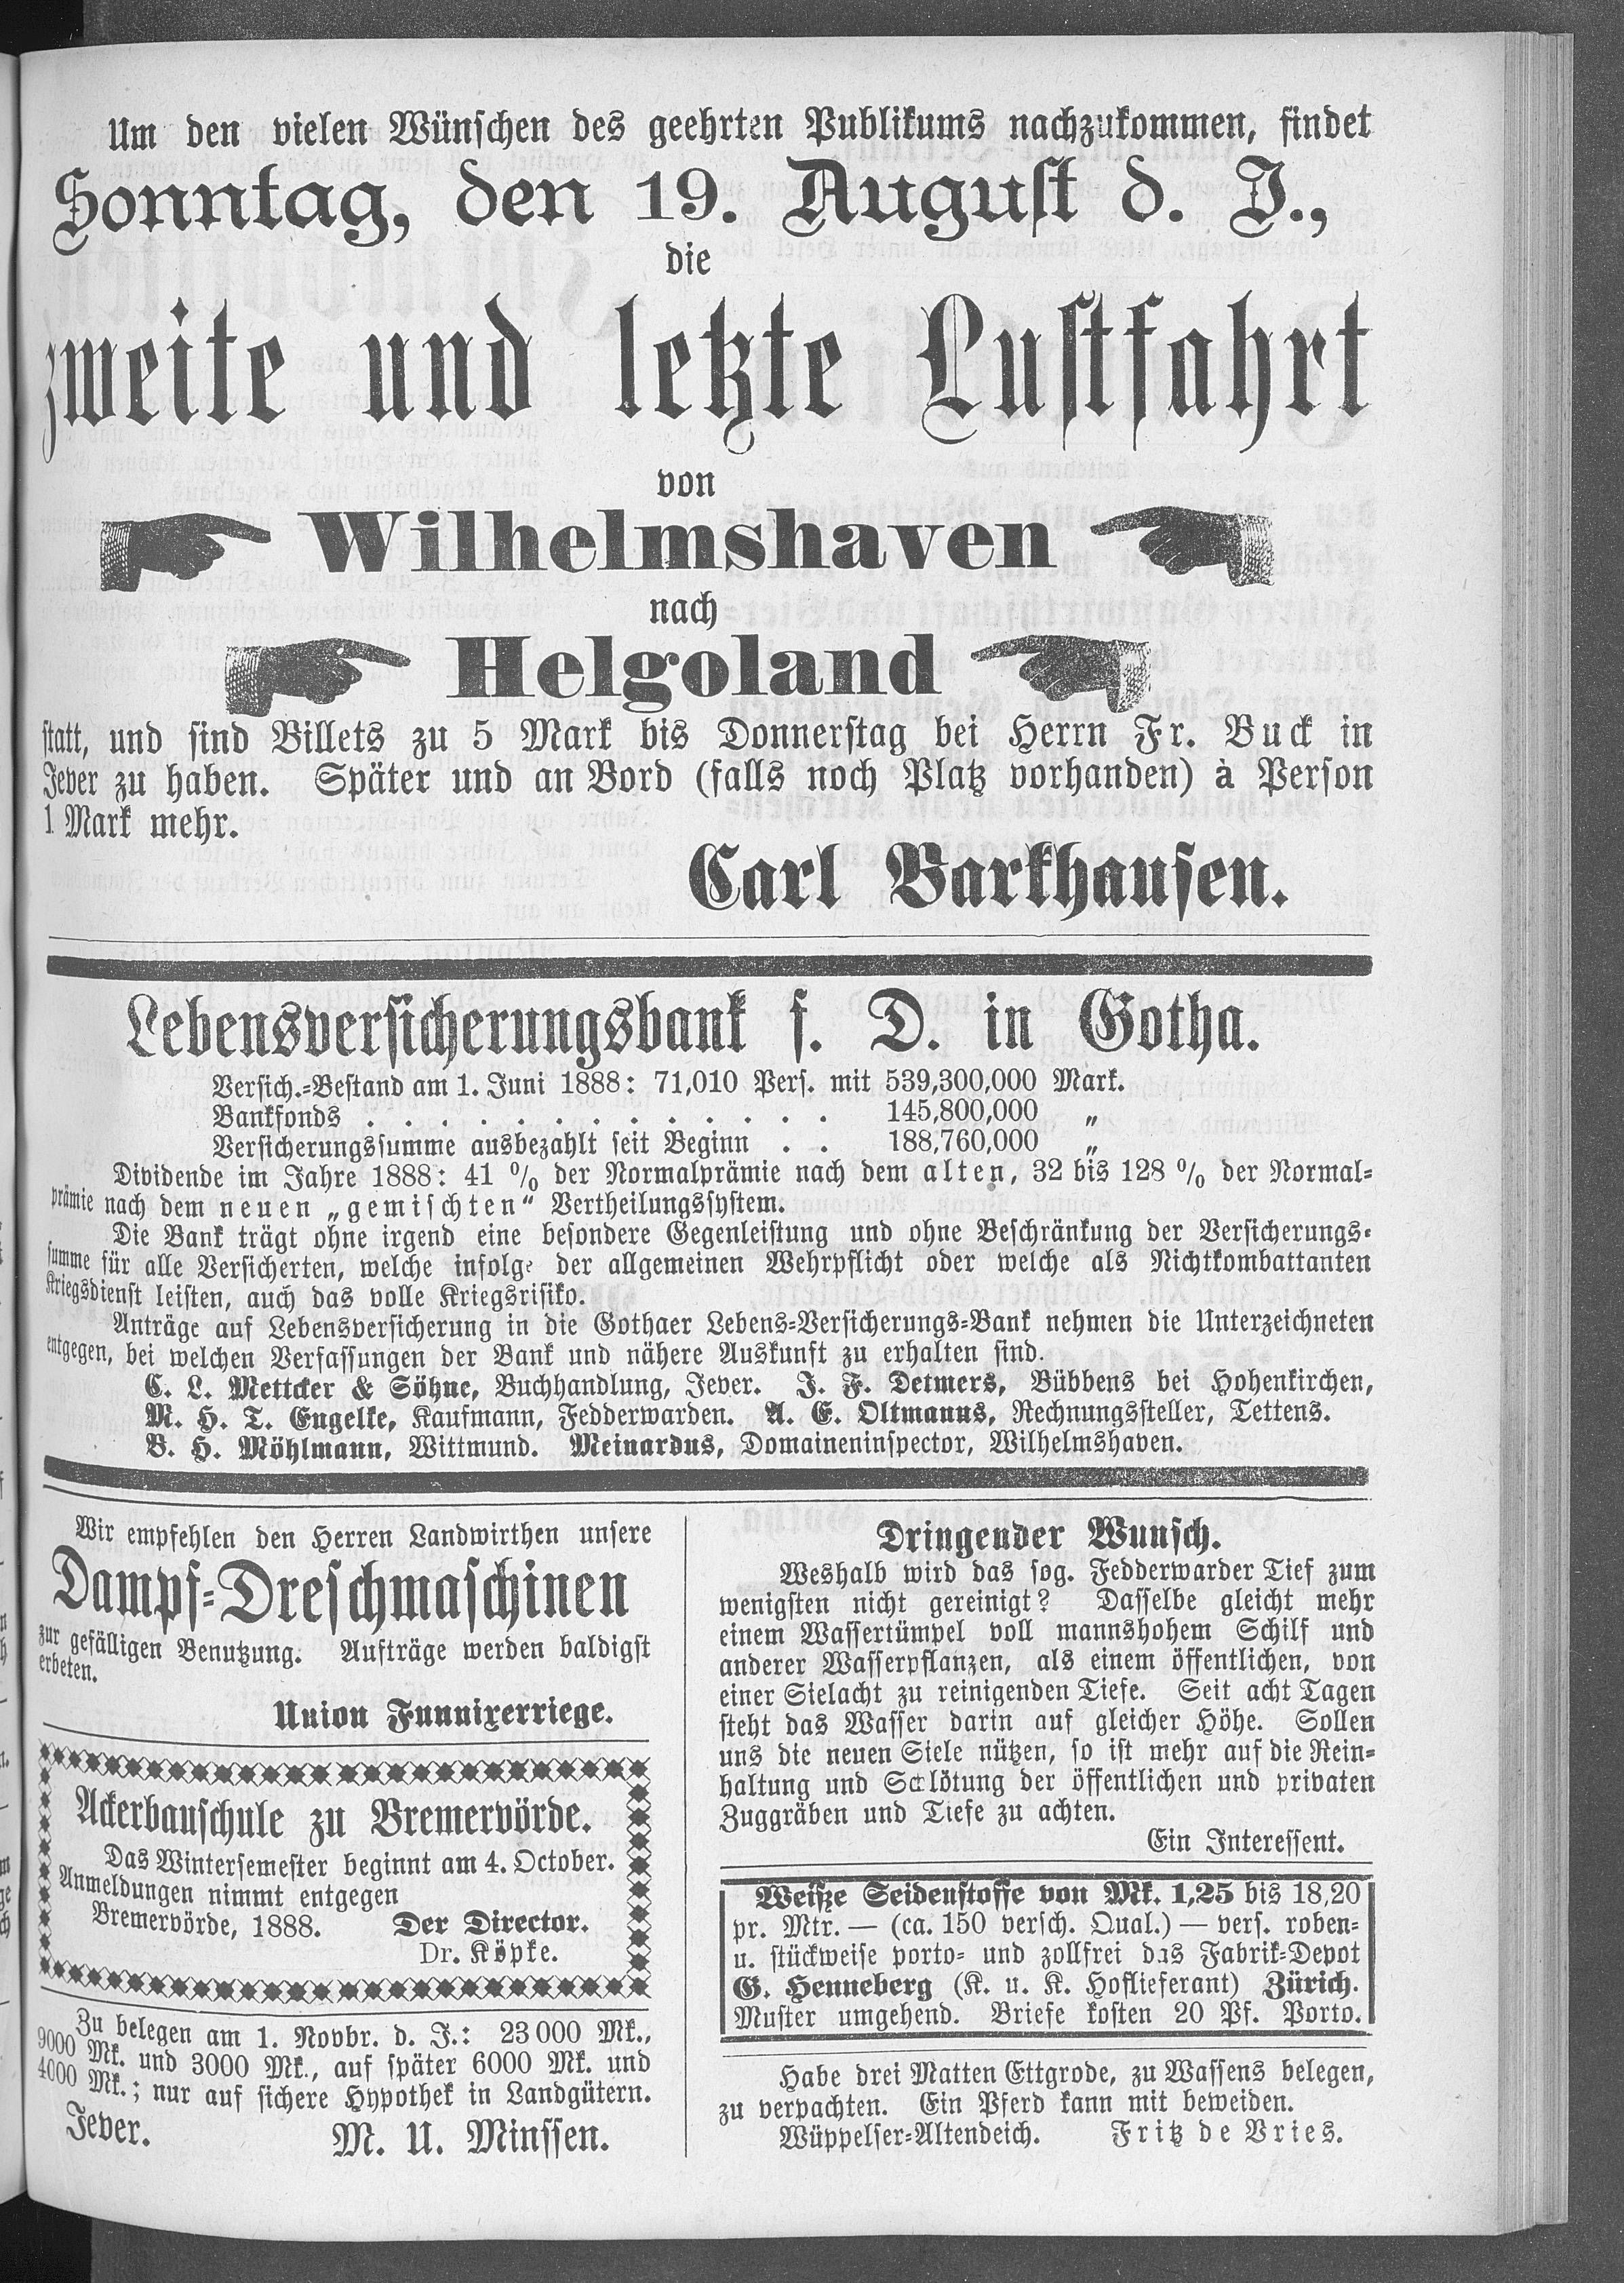 Um den vielen Wünschen des geehrten Publikums nachzukommen, findet
Sonntag, den 19. August d. J.,
die
zweite und letzte Lustfahrt
von
Wilhelmshaven
nach
Helgoland
statt, und sind Billets zu 5 Mark bis Donnerstag bei Herrn Fr. Buck in
Jever zu haben. Später und an Bord (falls noch Platz vorhanden) à Person
1 Mark mehr.
Carl Barkhausen.
Lebensversicherungsbank f. D. in Gotha.
Versich.=Bestand am 1. Juni 1888: 71,010 Pers. mit 539,300,000 Mark.
Bankfonds . . . . . . . . . . . . . 145,800,000 „
Versicherungssumme ausbezahlt seit Beginn . . 188,760,000 „
Dividende im Jahre 1888: 41 % der Normalprämie nach dem alten, 32 bis 128 % der Normal=
prämie nach dem neuen „gemischten“ Vertheilungssystem.
Die Bank trägt ohne irgend eine besondere Gegenleistung und ohne Beschränkung der Versicherungs=
summe für alle Versicherten, welche infolge der allgemeinen Wehrpflicht oder welche als Nichtkombattanten
Kriegsdienst leisten, auch das volle Kriegsrisiko.
Anträge auf Lebensversicherung in die Gothaer Lebens=Versicherungs=Bank nehmen die Unterzeichneten
entgegen, bei welchen Verfassungen der Bank und nähere Auskunft zu erhalten sind.
C. L. Mettcker & Söhne, Buchhandlung, Jever. J. F. Detmers, Bübbens bei Hohenkirchen,
M. H. T. Engelke, Kaufmann, Fedderwarden. A. E. Oltmanns, Rechnungssteller, Tettens.
B. H. Möhlmann, Wittmund. Meinardus, Domaineninspector, Wilhelmshaven.
Wir empfehlen den Herren Landwirthen unsere
Dampf=Dreschmaschinen
zur gefälligen Benutzung. Aufträge werden baldigst
erbeten.
Union Funnixerriege.
Ackerbauschule zu Bremervörde.
Das Wintersemester beginnt am 4. October.
Anmeldungen nimmt entgegen
Bremervörde, 1888. Der Director.
Dr. Köpke.
Zu belegen am 1. Novbr. d. J.: 23 000 Mk.,
9000 Mk. und 3000 Mk., auf später 6000 Mk. und
4000 Mk.; nur auf sichere Hypothek in Landgütern.
Jever. M. U. Minssen.
Dringender Wunsch.
Weshalb wird das sog. Fedderwarder Tief zum
wenigsten nicht gereinigt? Dasselbe gleicht mehr
einem Wassertümpel voll mannshohem Schilf und
anderer Wasserpflanzen, als einem öffentlichen, von
einer Sielacht zu reinigenden Tiefe. Seit acht Tagen
steht das Wasser darin auf gleicher Höhe. Sollen
uns die neuen Siele nützen, so ist mehr auf die Rein=
haltung und Schlötung der öffentlichen und privaten
Zuggräben und Tiefe zu achten.
Ein Interessent.
Weiße Seidenstoffe von Mk. 1,25 bis 18,20
pr. Mtr. — (ca. 150 versch. Qual.) — vers. roben=
u. stückweise porto= und zollfrei das Fabrik=Depot
G. Henneberg (K. u. K. Hoflieferant) Zürich.
Muster umgehend. Briefe kosten 20 Pf. Porto.
Habe drei Matten Ettgrode, zu Wassens belegen,
zu verpachten. Ein Pferd kann mit beweiden.
Wüppelser=Altendeich. Fritz de Vries.